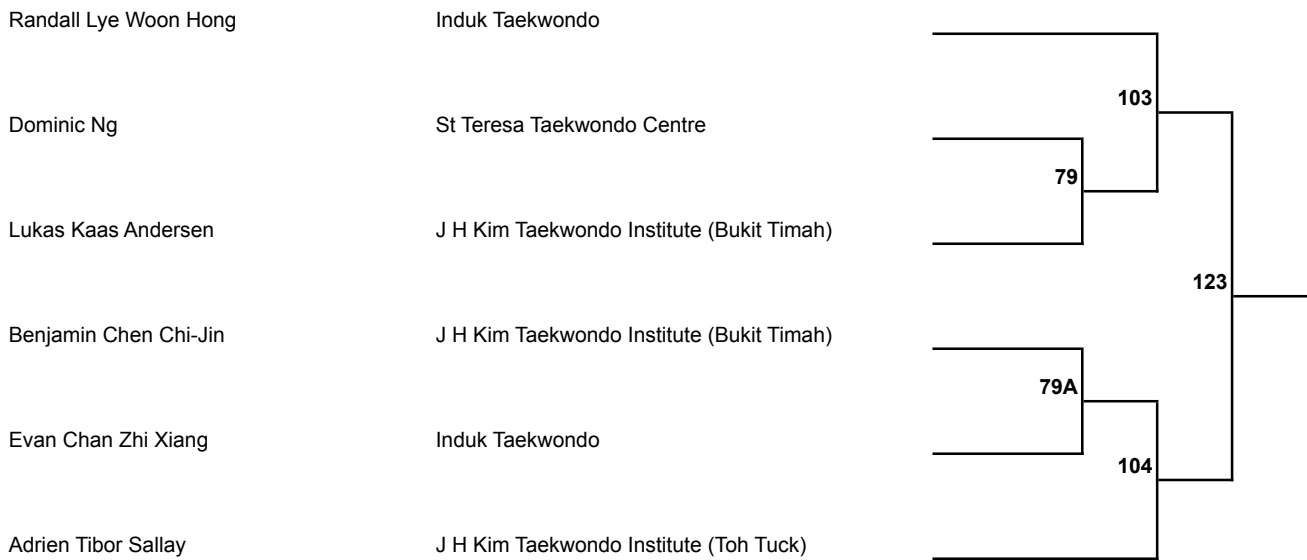 Randall Lye Woon Hong Induk Taekwondo
103
Dominic Ng St Teresa Taekwondo Centre
79
Lukas Kaas Andersen J H Kim Taekwondo Institute (Bukit Timah)
123
Benjamin Chen Chi-Jin J H Kim Taekwondo Institute (Bukit Timah)
79A
Evan Chan Zhi Xiang Induk Taekwondo
104
Adrien Tibor Sallay J H Kim Taekwondo Institute (Toh Tuck)